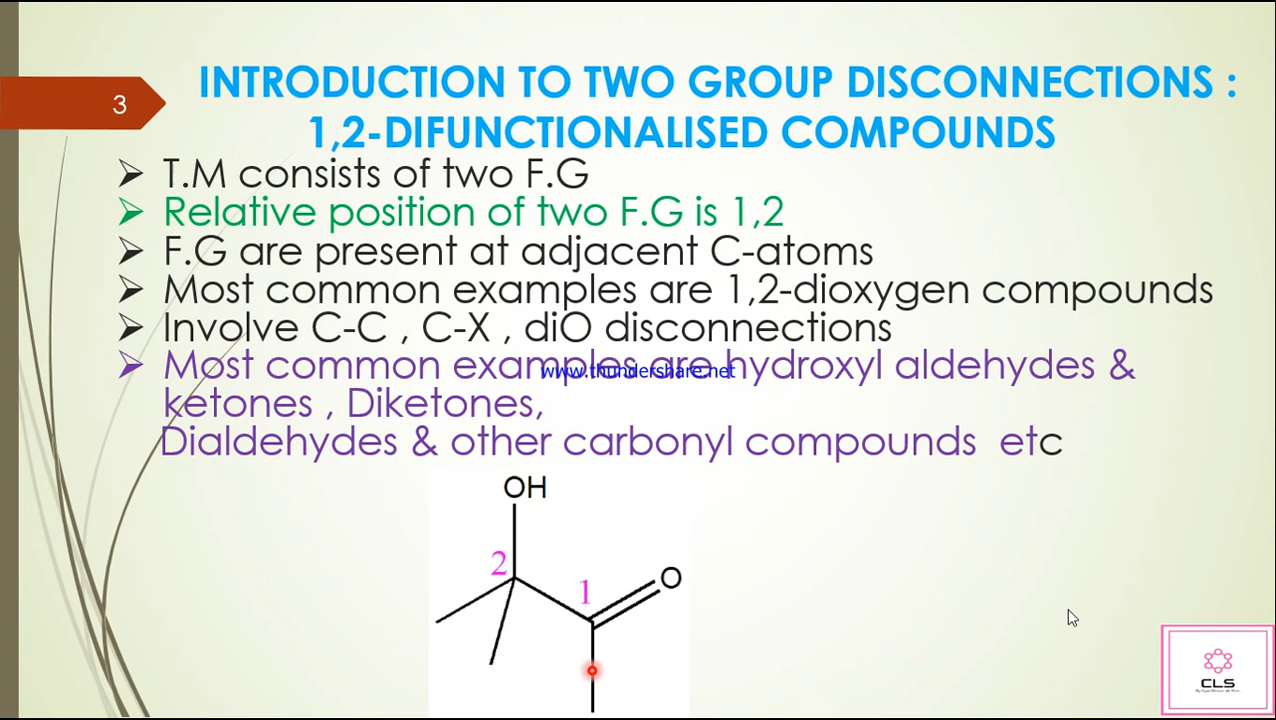 3
INTRODUCTION TO TWO GROUP DISCONNECTIONS :
1,2-DIFUNCTIONALISED COMPOUNDS
T.M consists of two F.G
Relative position of two F.G is 1,2
F.G are present at adjacent C-atoms
Most common examples are 1,2-dioxygen compounds
Involve C-C , C-X , diO disconnections
Most common examples are hydroxyl aldehydes &
www.thundershare.net
ketones , Diketones,
Dialdehydes & other carbonyl compounds etc
OH
2
1
O
CLS